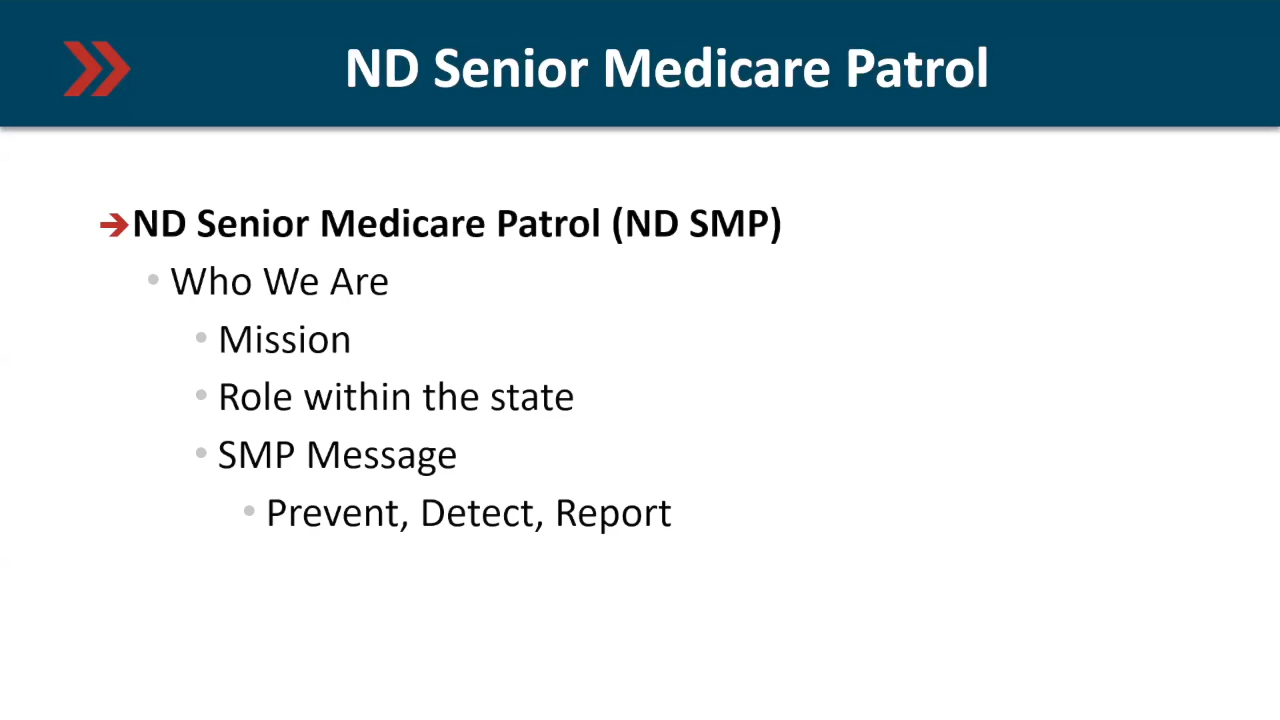 ND Senior Medicare Patrol
ND Senior Medicare Patrol (ND SMP)
Who We Are
Mission
Role within the state
SMP Message
Prevent, Detect, Report